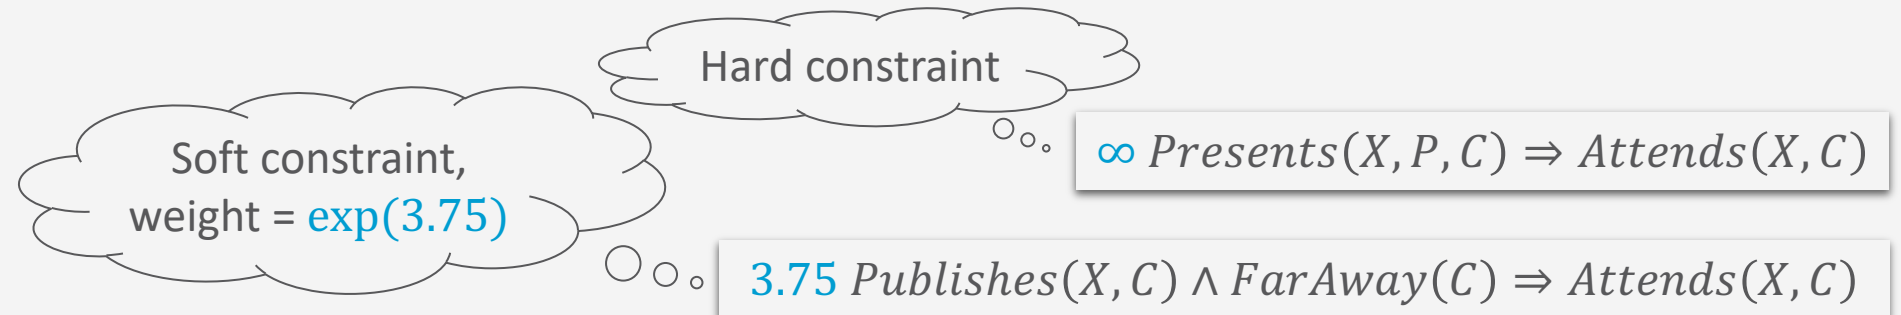 Hard constraint
∞ Presents(X, P, C) ⇒ Attends(X, C)
Soft constraint,
weight = exp(3.75)
3.75 Publishes(X, C) ∧ FarAway(C) ⇒ Attends(X, C)